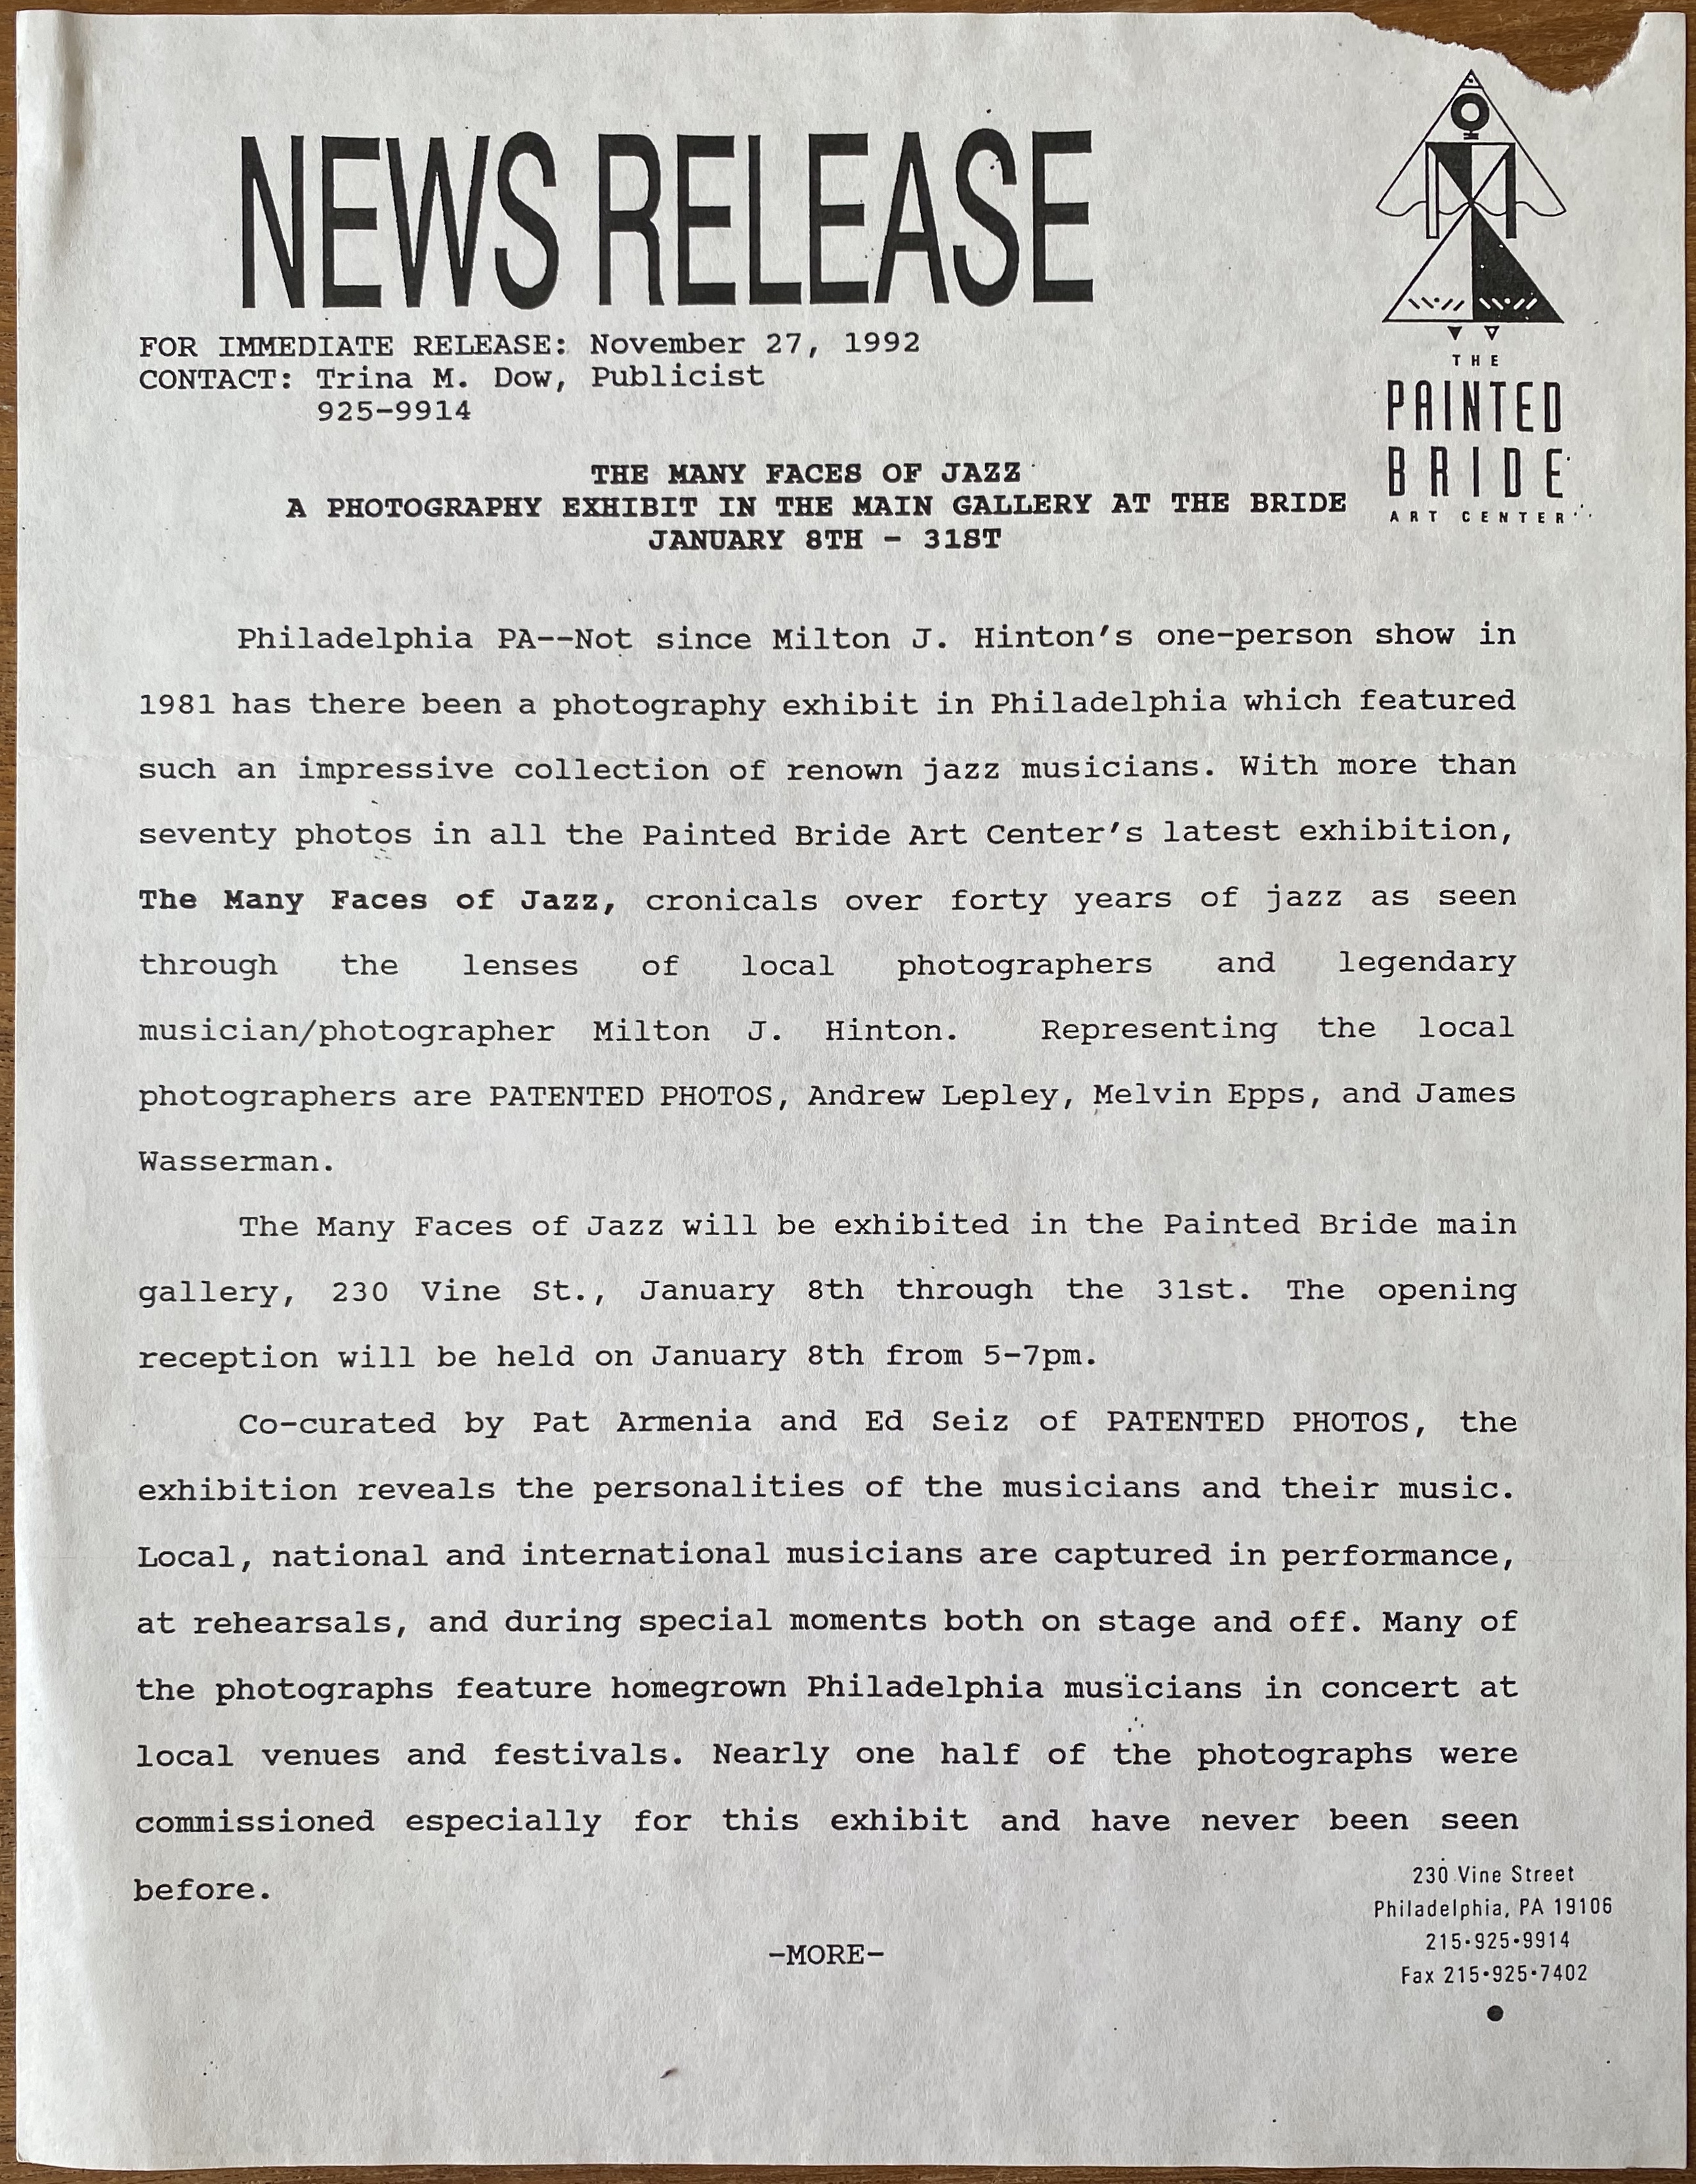 NEWS RELEASE
FOR IMMEDIATE RELEASE: November 27, 1992
CONTACT: Trina M. Dow, Publicist
925-9914
THE
PAINTED
BRIDE
ART CENTER
THE MANY FACES OF JAZZ
A PHOTOGRAPHY EXHIBIT IN THE MAIN GALLERY AT THE BRIDE
JANUARY 8TH - 31ST
Philadelphia PA--Not since Milton J. Hinton's one-person show in
1981 has there been a photography exhibit in Philadelphia which featured
such an impressive collection of renown jazz musicians. With more than
seventy photos in all the Painted Bride Art Center's latest exhibition,
The Many Faces of Jazz, cronicals over forty years of jazz as seen
through the lenses of local photographers and legendary
musician/photographer Milton J. Hinton. Representing the local
photographers are PATENTED PHOTOS, Andrew Lepley, Melvin Epps, and James
Wasserman.
The Many Faces of Jazz will be exhibited in the Painted Bride main
gallery, 230 Vine St., January 8th through the 31st. The opening
reception will be held on January 8th from 5-7pm.
Co-curated by Pat Armenia and Ed Seiz of PATENTED PHOTOS, the
exhibition reveals the personalities of the musicians and their music.
Local, national and international musicians are captured in performance,
at rehearsals, and during special moments both on stage and off. Many of
the photographs feature homegrown Philadelphia musicians in concert at
local venues and festivals. Nearly one half of the photographs were
commissioned especially for this exhibit and have never been seen
before.
-MORE-
230 Vine Street
Philadelphia, PA 19106
215•925•9914
Fax 215•925•7402